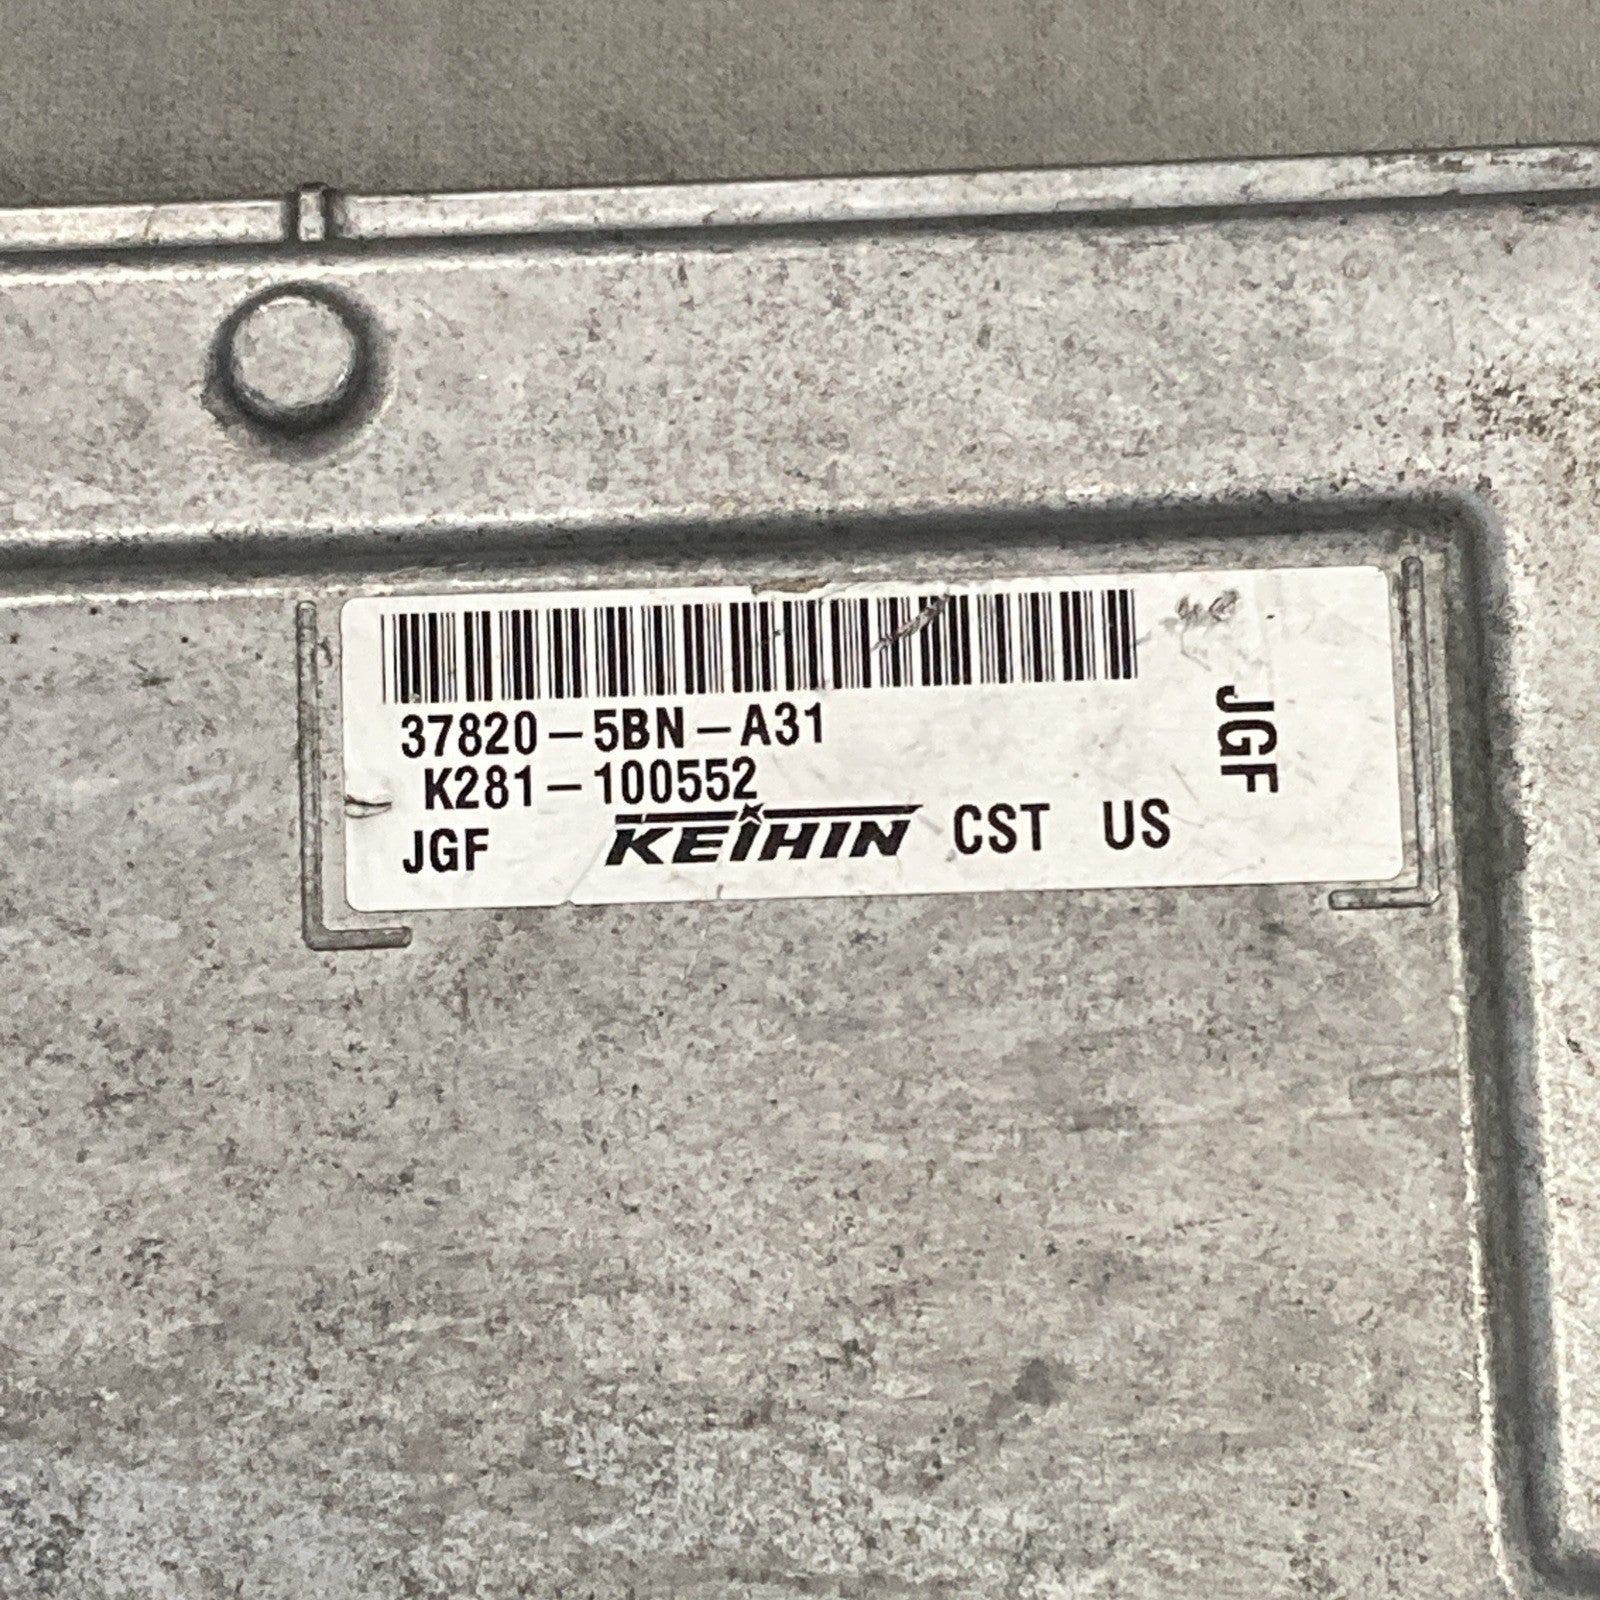 37820-5BN-A31
K281-100552
JGF KEIHIN CST US
JGF